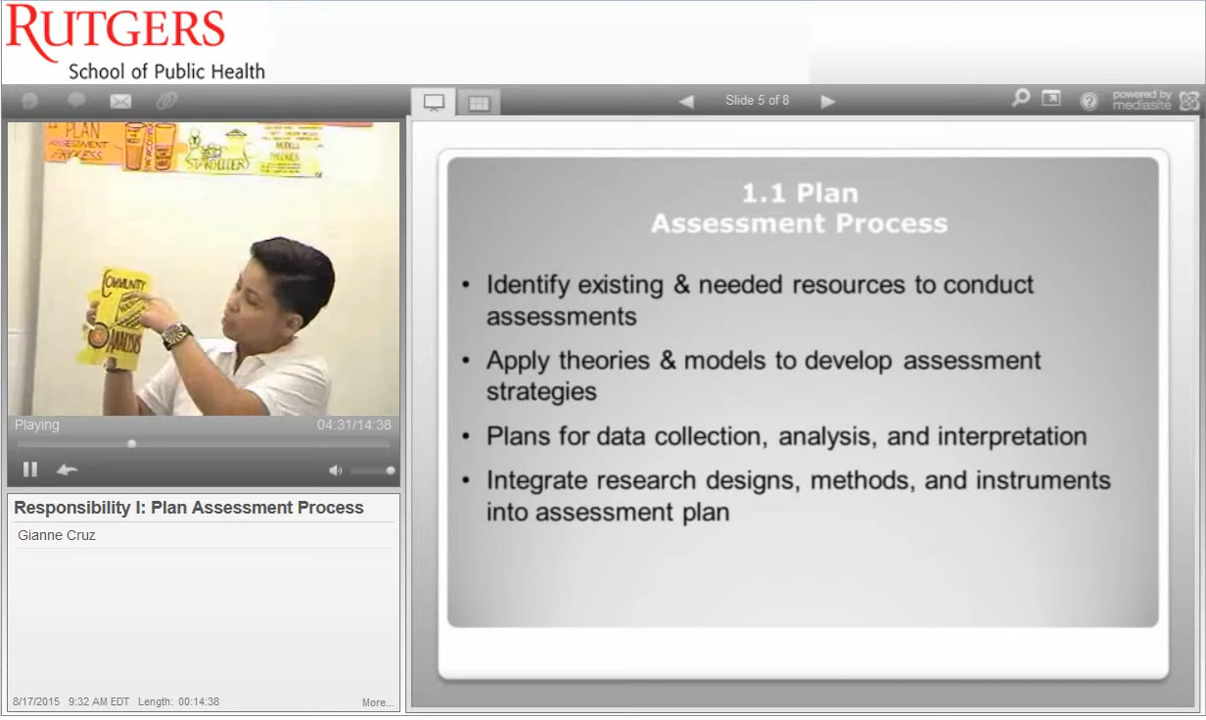 RUTGERS
School of Public Health
Slide 5 of 8
powered by
mediasite
PLAN
ASSESSMENT
PROCESS
STAKEHOLDERS
MODELS
THEORIES
COMMUNITY
ANALYSIS
Playing
04:31/14:38
Responsibility I: Plan Assessment Process
Gianne Cruz
8/17/2015 9:32 AM EDT Length: 00:14:38
More...
1.1 Plan
Assessment Process
• Identify existing & needed resources to conduct
assessments
• Apply theories & models to develop assessment
strategies
• Plans for data collection, analysis, and interpretation
• Integrate research designs, methods, and instruments
into assessment plan